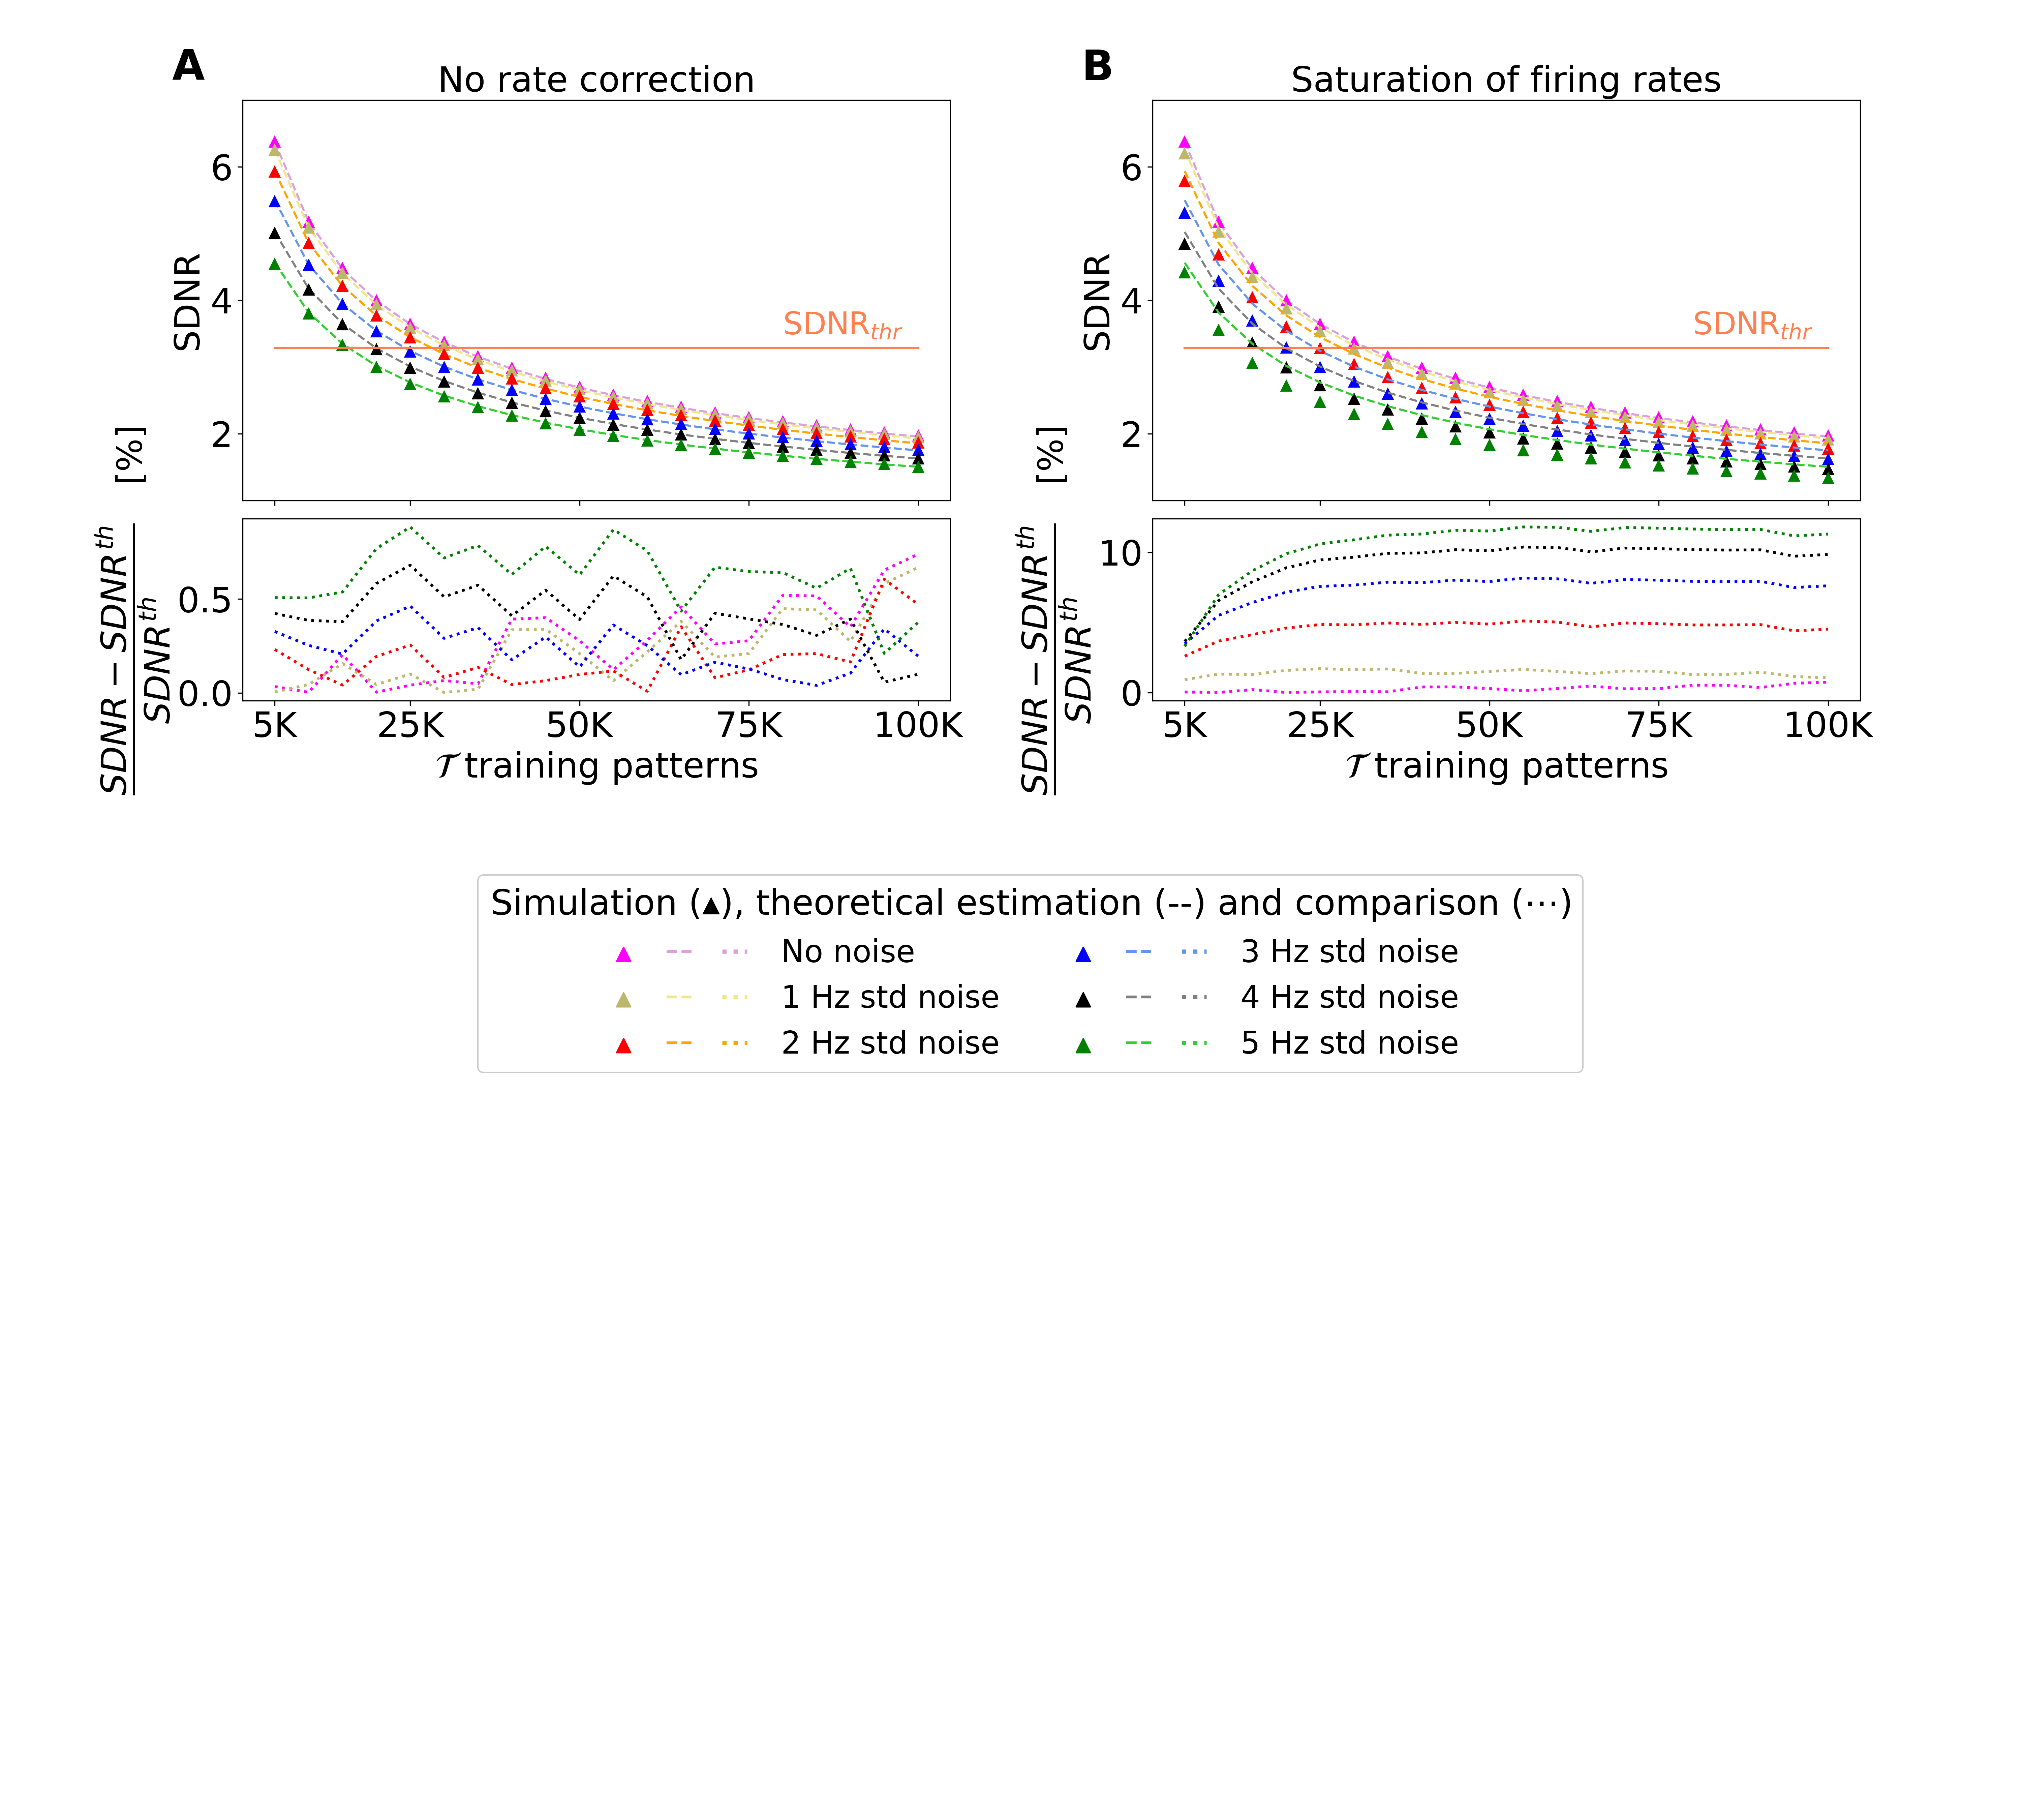 A
No rate correction
SDNR
6
4
2
SDNR_thr
[%]
SDNR − SDNR^th
SDNR^th
0.5
0.0
5K 25K 50K 75K 100K
𝒯 training patterns
B
Saturation of firing rates
SDNR
6
4
2
SDNR_thr
[%]
SDNR − SDNR^th
SDNR^th
10
0
5K 25K 50K 75K 100K
𝒯 training patterns
Simulation (▲), theoretical estimation (--) and comparison (⋯)
No noise
1 Hz std noise
2 Hz std noise
3 Hz std noise
4 Hz std noise
5 Hz std noise